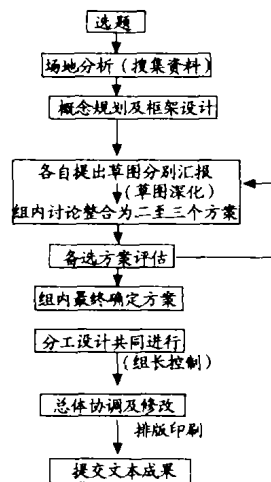 选题
场地分析(搜集资料)
概念规划及框架设计
各自提出草图分别汇报
(草图深化)
组内讨论整合为二至三个方案
备选方案评估
组内最终确定方案
分工设计共同进行
(组长控制)
总体协调及修改
排版印刷
提交文本成果